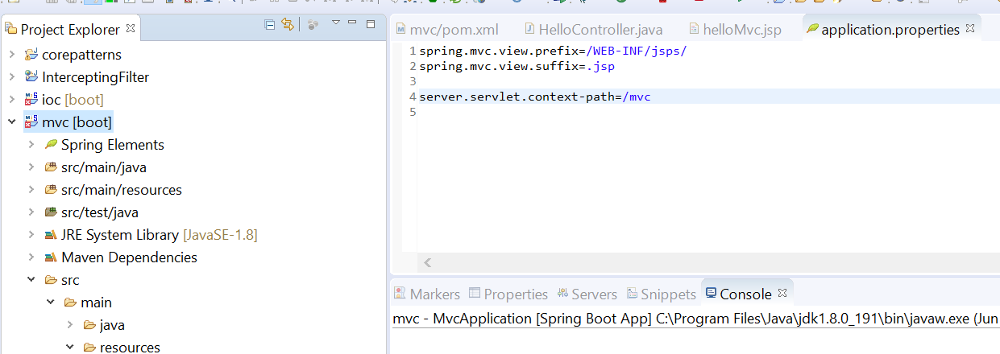 Project Explorer
corepatterns
InterceptingFilter
ioc [boot]
mvc [boot]
Spring Elements
src/main/java
src/main/resources
src/test/java
JRE System Library [JavaSE-1.8]
Maven Dependencies
src
main
java
resources
mvc/pom.xml HelloController.java helloMvc.jsp application.properties
1 spring.mvc.view.prefix=/WEB-INF/jsps/
2 spring.mvc.view.suffix=.jsp
3
4 server.servlet.context-path=/mvc
5
Markers Properties Servers Snippets Console
mvc - MvcApplication [Spring Boot App] C:\Program Files\Java\jdk1.8.0_191\bin\javaw.exe (Jun